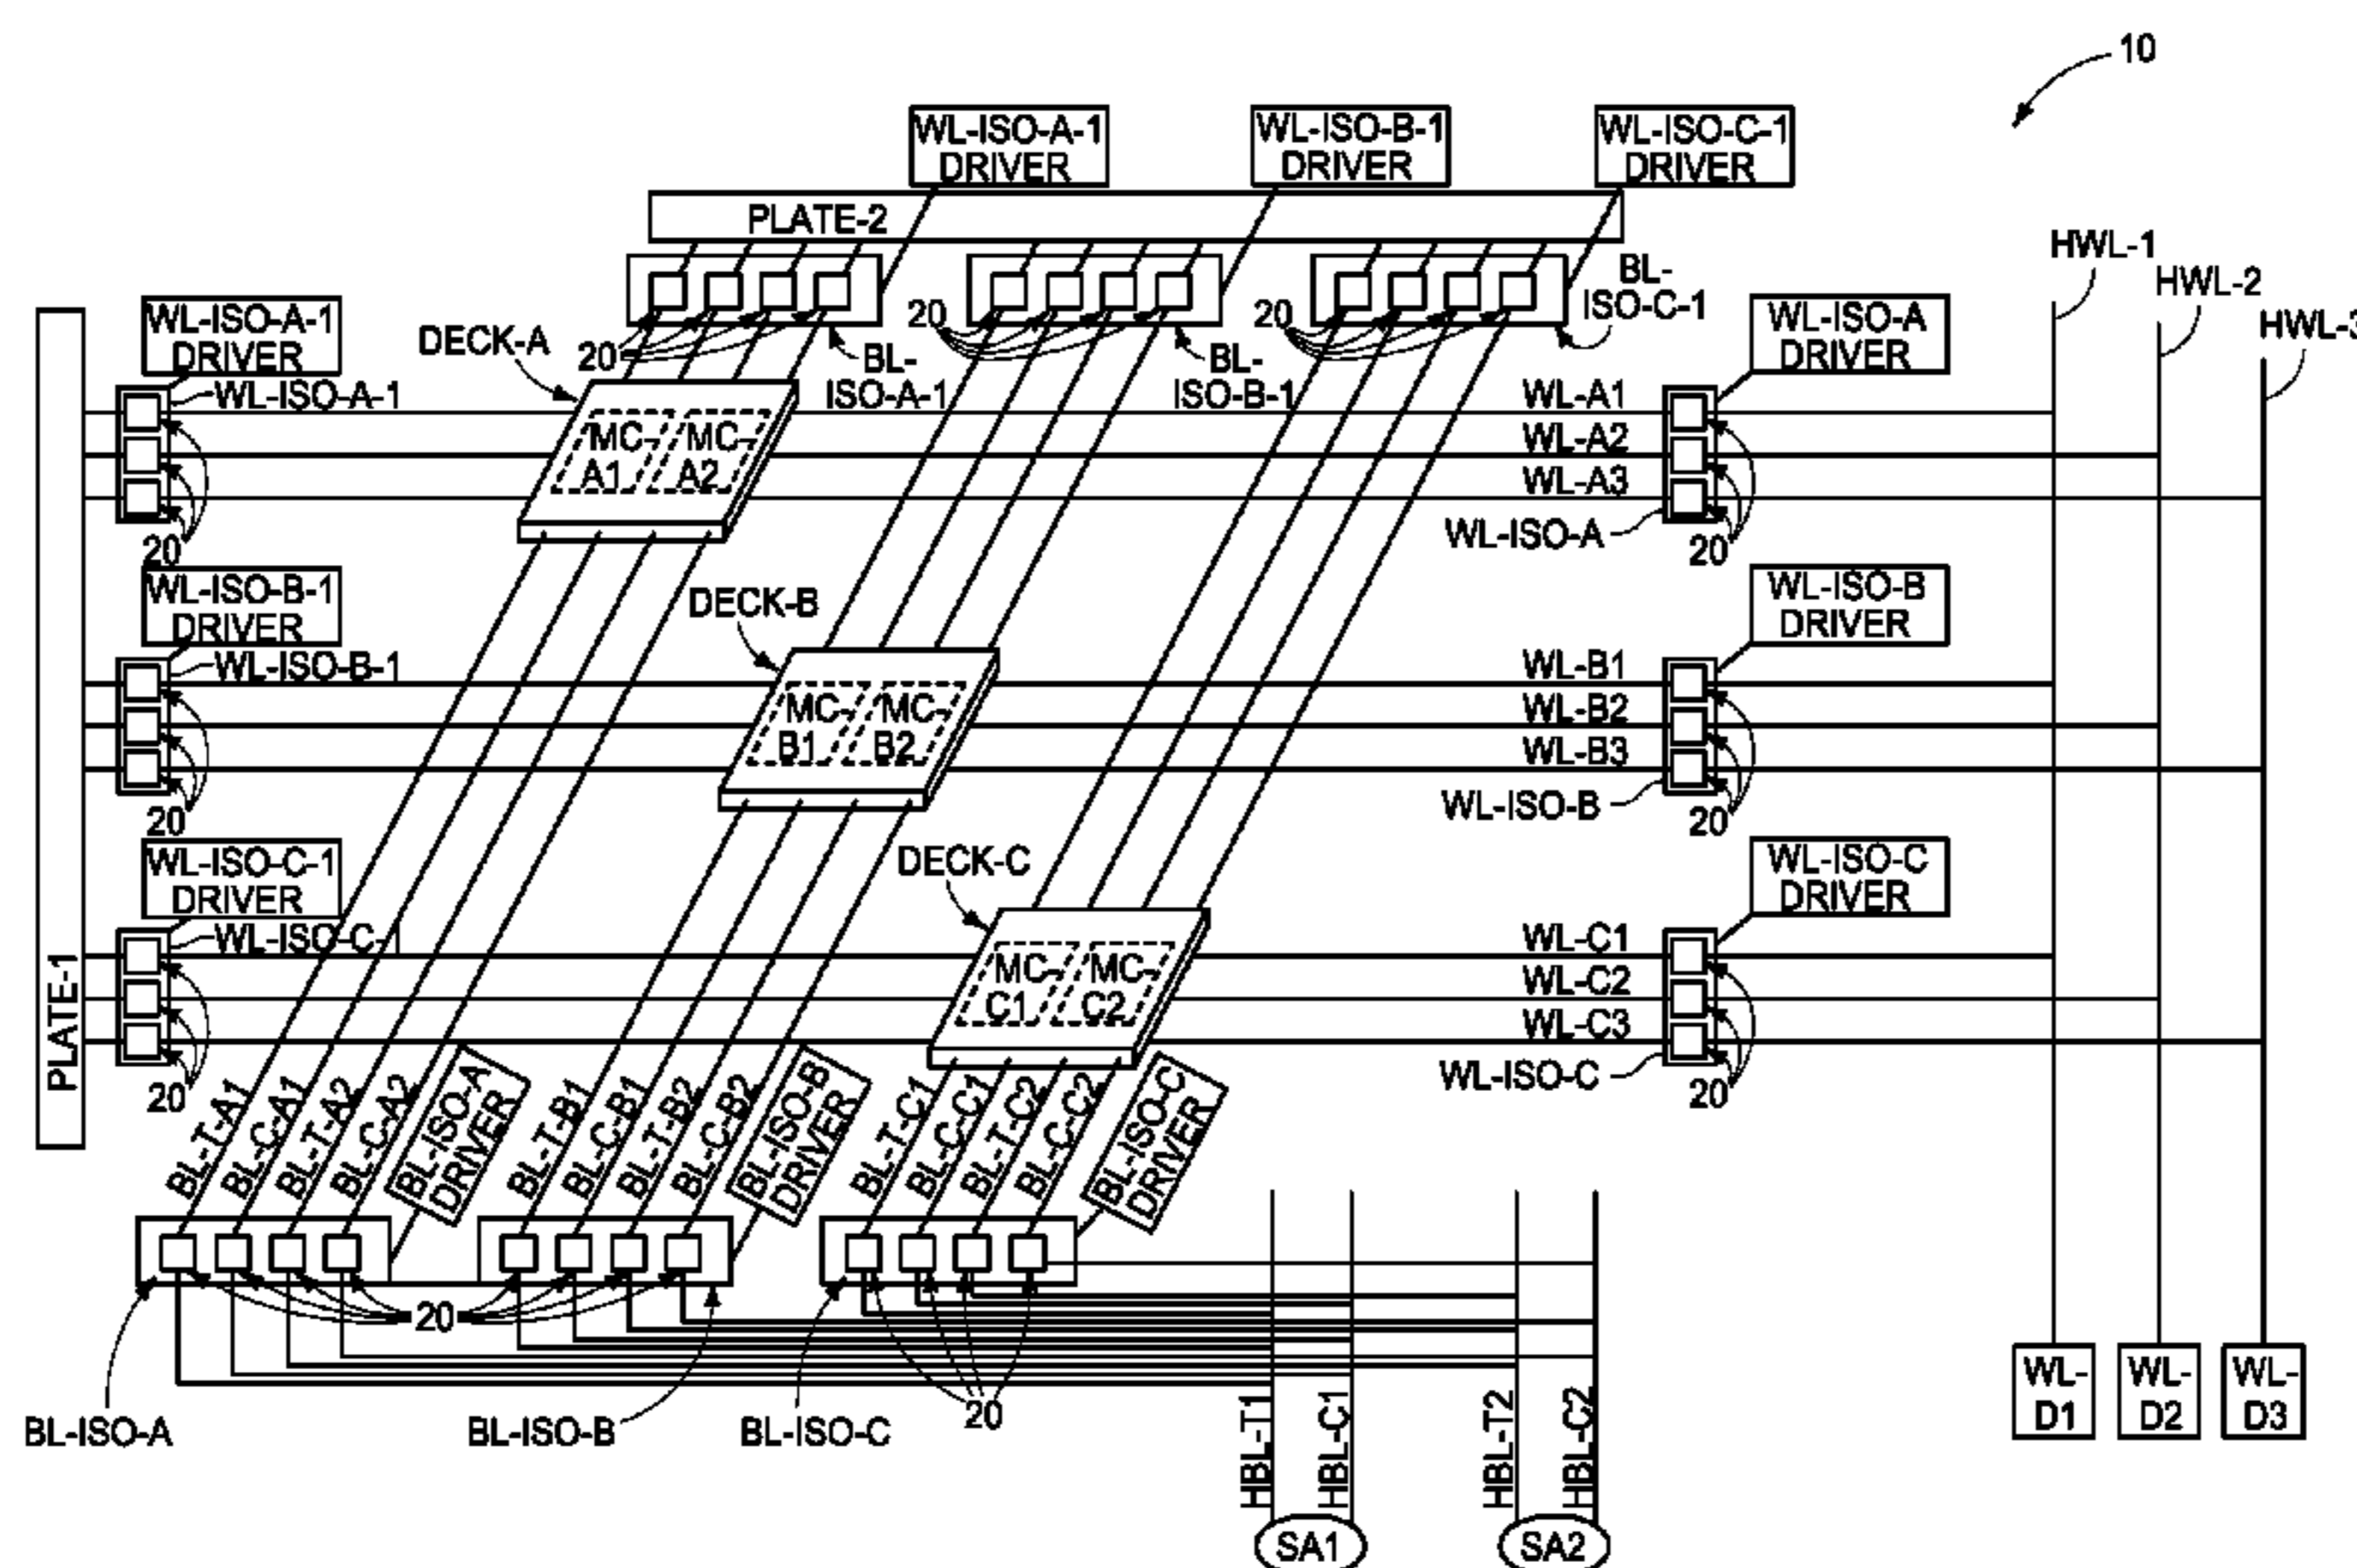 10
WL-ISO-A-1
DRIVER
WL-ISO-B-1
DRIVER
WL-ISO-C-1
DRIVER
PLATE-2
HWL-1
HWL-2
HWL-3
WL-ISO-A-1
DRIVER
WL-ISO-A-1
DECK-A
20
BL-
ISO-A-1
20
BL-
ISO-B-1
20
BL-
ISO-C-1
WL-ISO-A
DRIVER
WL-A1
WL-A2
WL-A3
WL-ISO-A
MC-
A1
MC-
A2
20
20
WL-ISO-B-1
DRIVER
WL-ISO-B-1
DECK-B
WL-ISO-B
DRIVER
WL-B1
WL-B2
WL-B3
WL-ISO-B
MC-
B1
MC-
B2
20
20
WL-ISO-C-1
DRIVER
WL-ISO-C-1
DECK-C
WL-ISO-C
DRIVER
WL-C1
WL-C2
WL-C3
WL-ISO-C
MC-
C1
MC-
C2
20
20
PLATE-1
BL-T-A1
BL-C-A1
BL-T-A2
BL-C-A2
BL-ISO-A
DRIVER
BL-T-B1
BL-C-B1
BL-T-B2
BL-C-B2
BL-ISO-B
DRIVER
BL-T-C1
BL-C-C1
BL-T-C2
BL-C-C2
BL-ISO-C
DRIVER
20
20
BL-ISO-A
BL-ISO-B
BL-ISO-C
HBL-T1
HBL-C1
HBL-T2
HBL-C2
SA1
SA2
WL-
D1
WL-
D2
WL-
D3